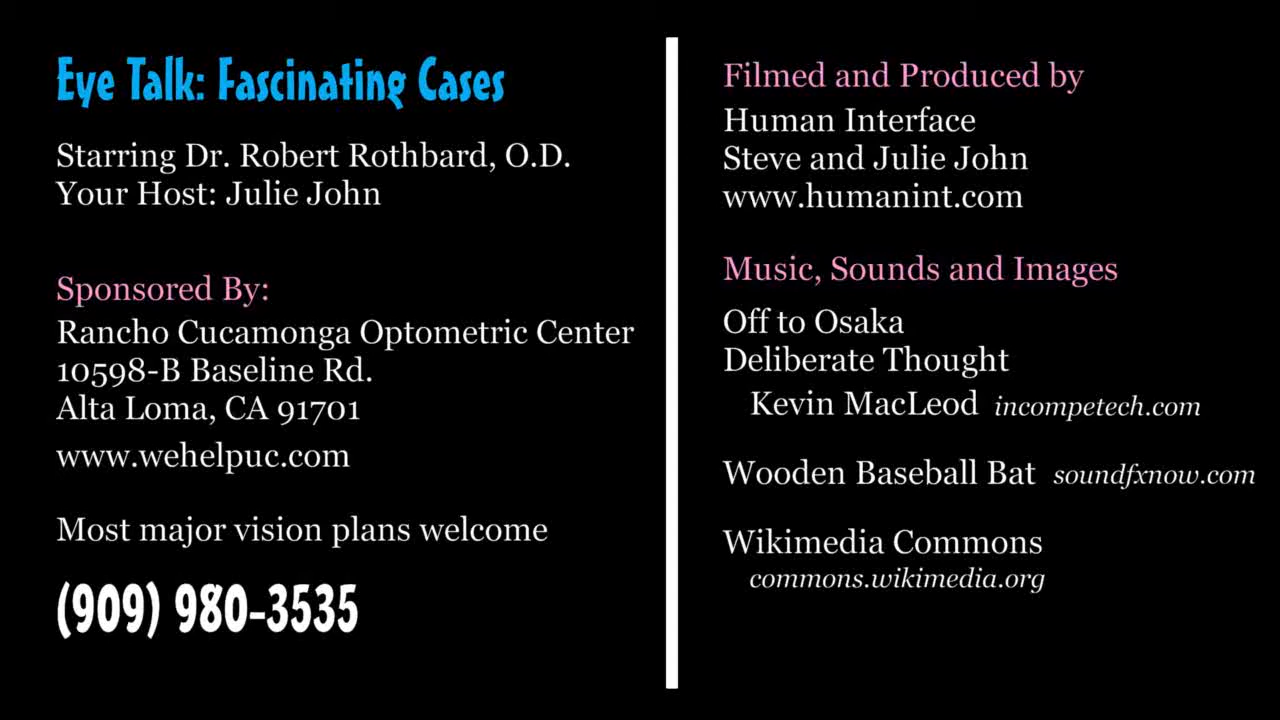 Eye Talk: Fascinating Cases
Starring Dr. Robert Rothbard, O.D.
Your Host: Julie John
Sponsored By:
Rancho Cucamonga Optometric Center
10598-B Baseline Rd.
Alta Loma, CA 91701
www.wehelpuc.com
Most major vision plans welcome
(909) 980-3535
Filmed and Produced by
Human Interface
Steve and Julie John
www.humanint.com
Music, Sounds and Images
Off to Osaka
Deliberate Thought
Kevin MacLeod incompetech.com
Wooden Baseball Bat soundfxnow.com
Wikimedia Commons
commons.wikimedia.org